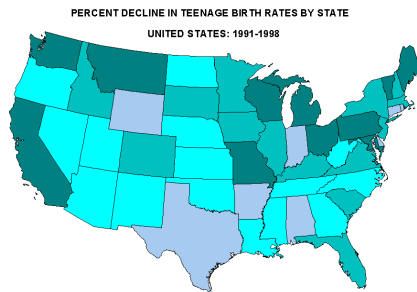 PERCENT DECLINE IN TEENAGE BIRTH RATES BY STATE
UNITED STATES: 1991-1998